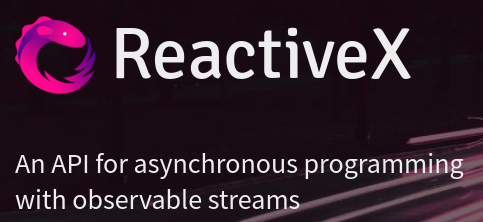 ReactiveX
An API for asynchronous programming
with observable streams